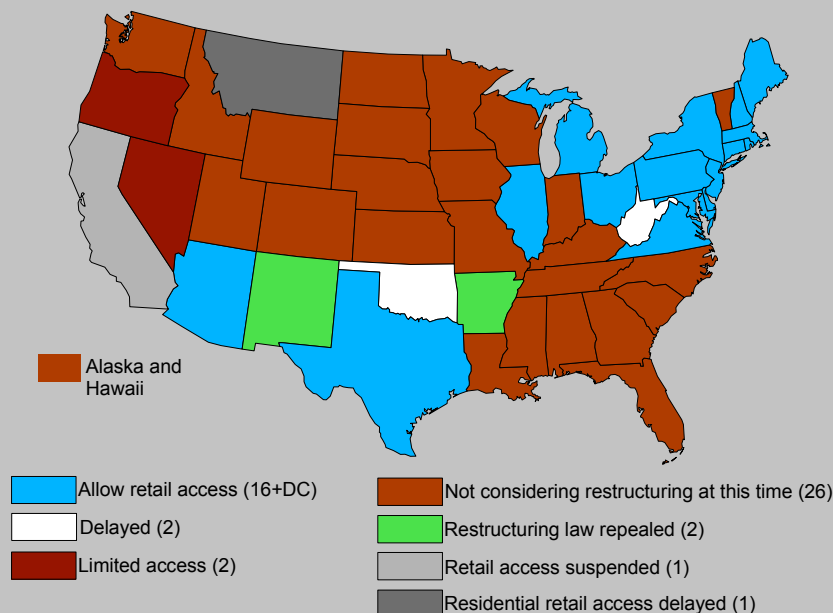 Alaska and
Hawaii
Allow retail access (16+DC)
Delayed (2)
Limited access (2)
Not considering restructuring at this time (26)
Restructuring law repealed (2)
Retail access suspended (1)
Residential retail access delayed (1)